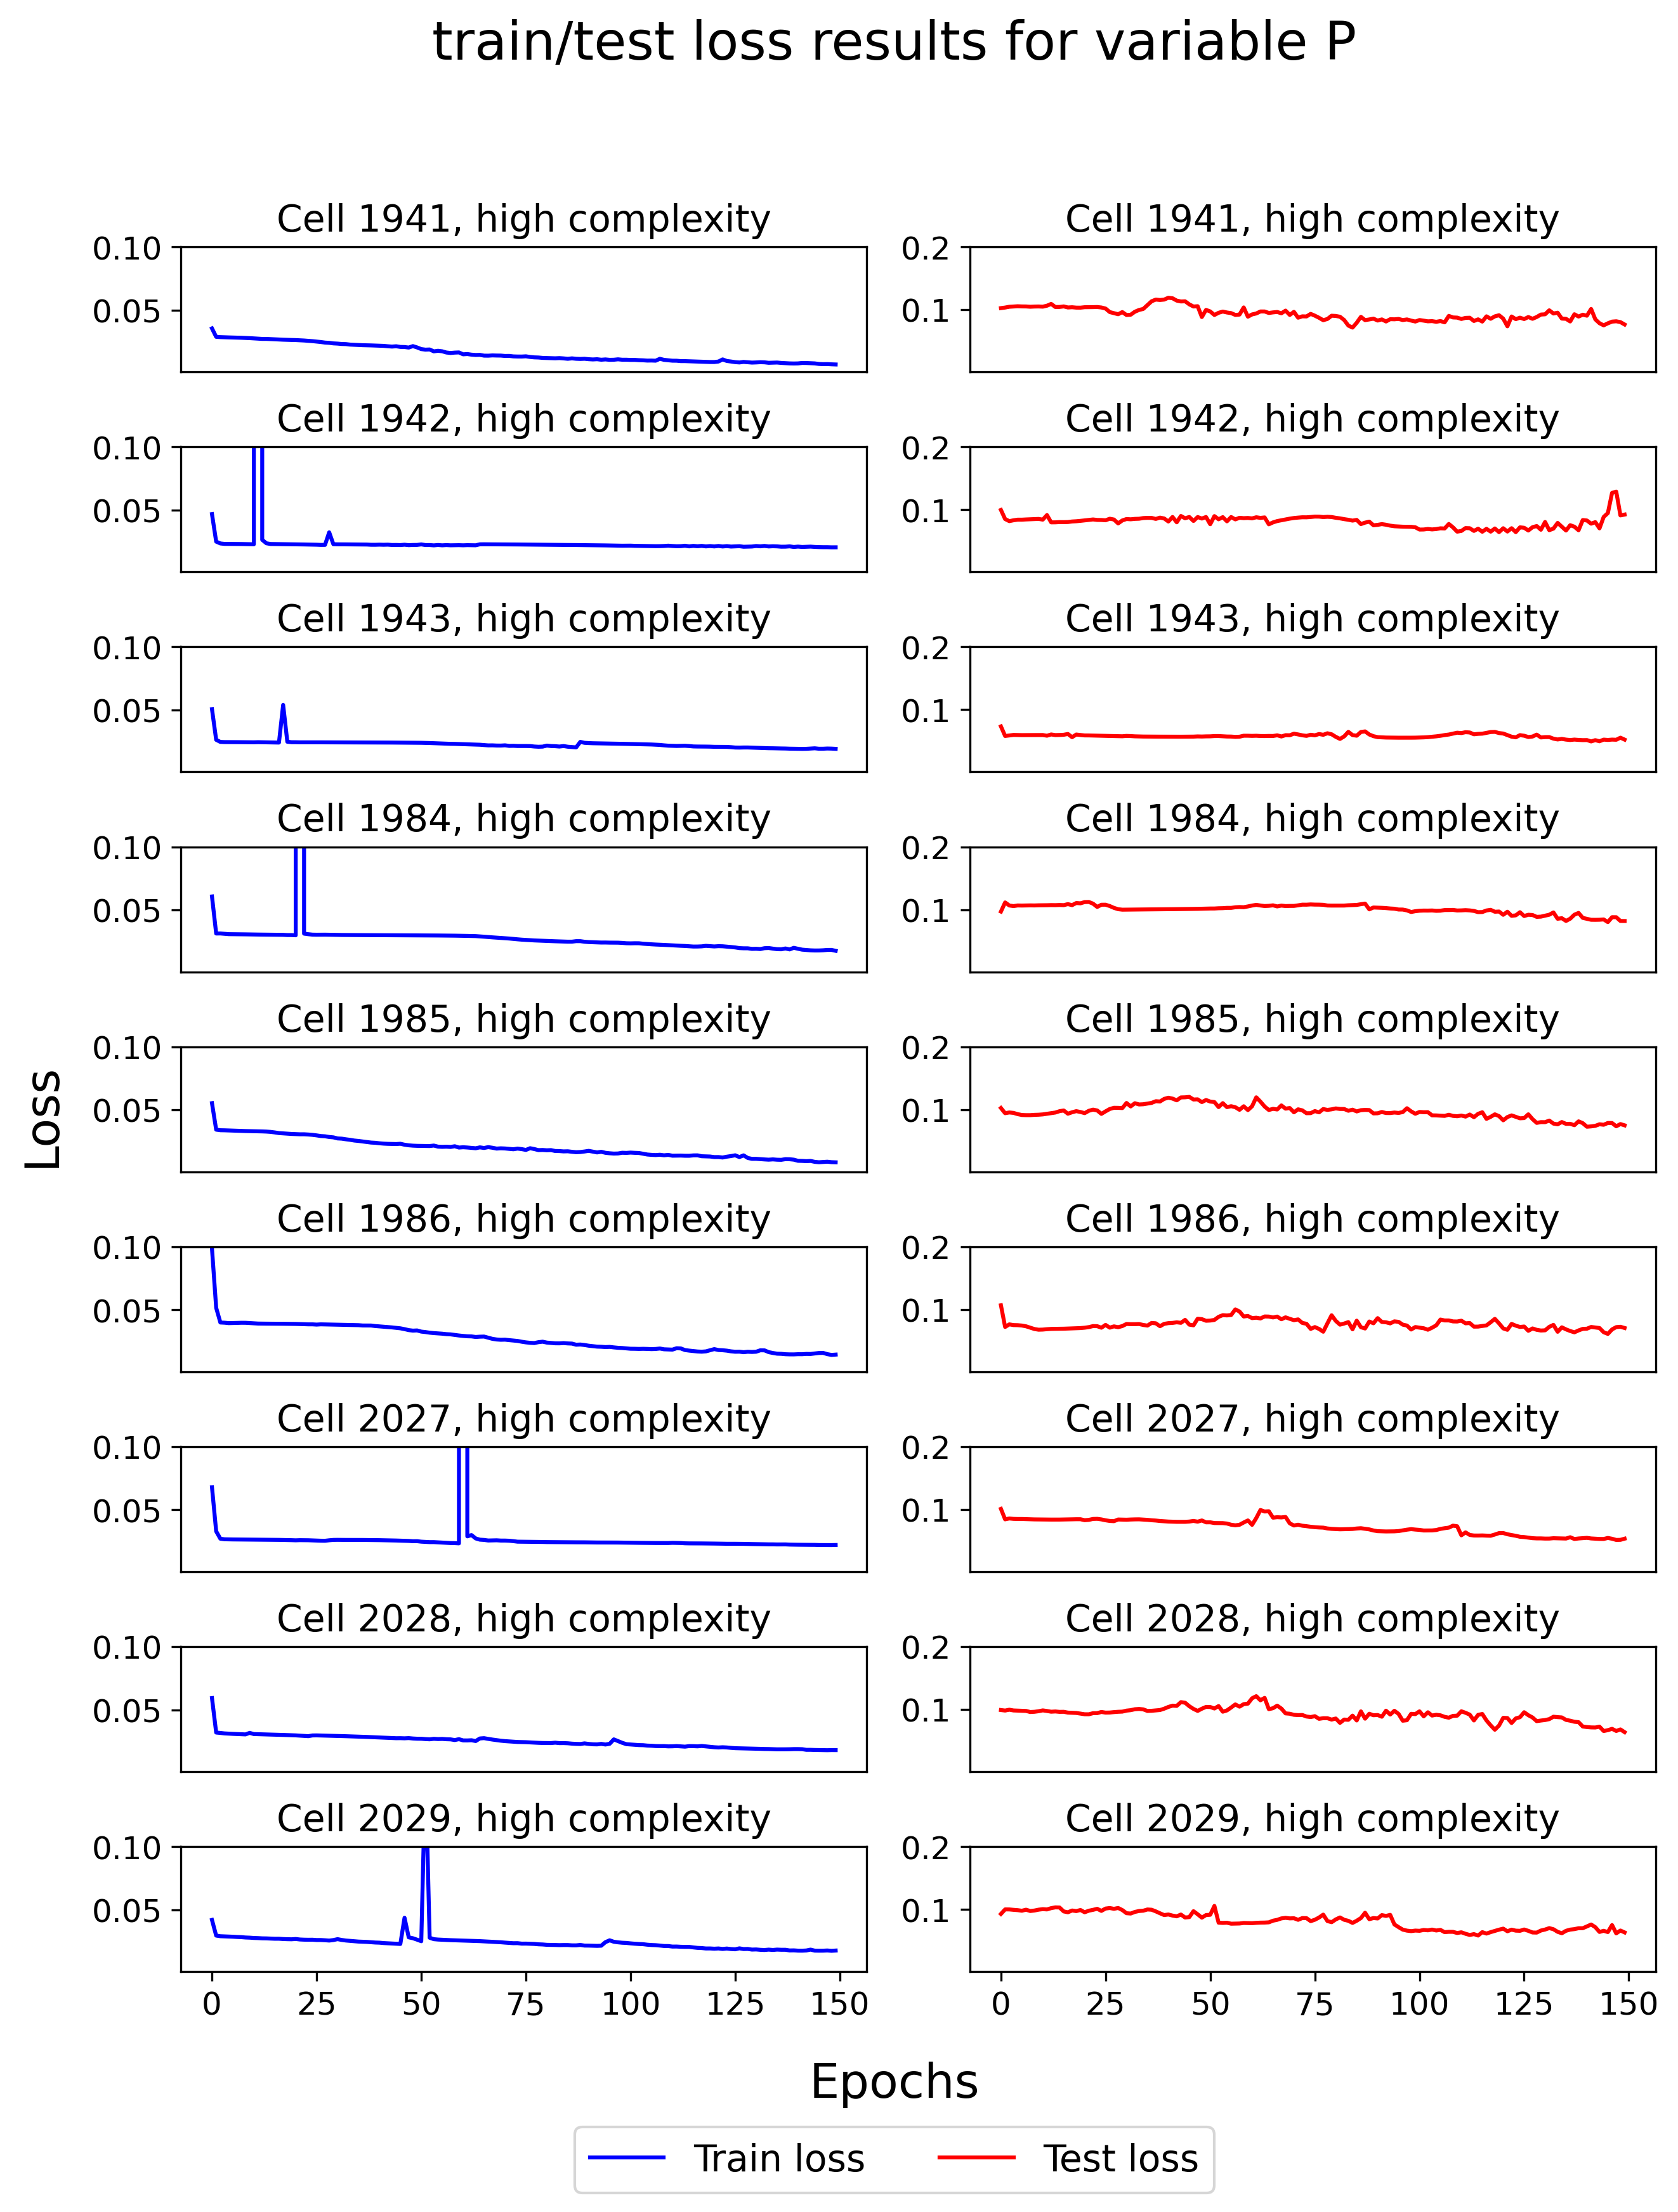 train/test loss results for variable P
Cell 1941, high complexity
0.10
0.05
Cell 1941, high complexity
0.2
0.1
Cell 1942, high complexity
0.10
0.05
Cell 1942, high complexity
0.2
0.1
Cell 1943, high complexity
0.10
0.05
Cell 1943, high complexity
0.2
0.1
Cell 1984, high complexity
0.10
0.05
Cell 1984, high complexity
0.2
0.1
Cell 1985, high complexity
0.10
0.05
Cell 1985, high complexity
0.2
0.1
Loss
Cell 1986, high complexity
0.10
0.05
Cell 1986, high complexity
0.2
0.1
Cell 2027, high complexity
0.10
0.05
Cell 2027, high complexity
0.2
0.1
Cell 2028, high complexity
0.10
0.05
Cell 2028, high complexity
0.2
0.1
Cell 2029, high complexity
0.10
0.05
0 25 50 75 100 125 150
Cell 2029, high complexity
0.2
0.1
0 25 50 75 100 125 150
Epochs
Train loss
Test loss